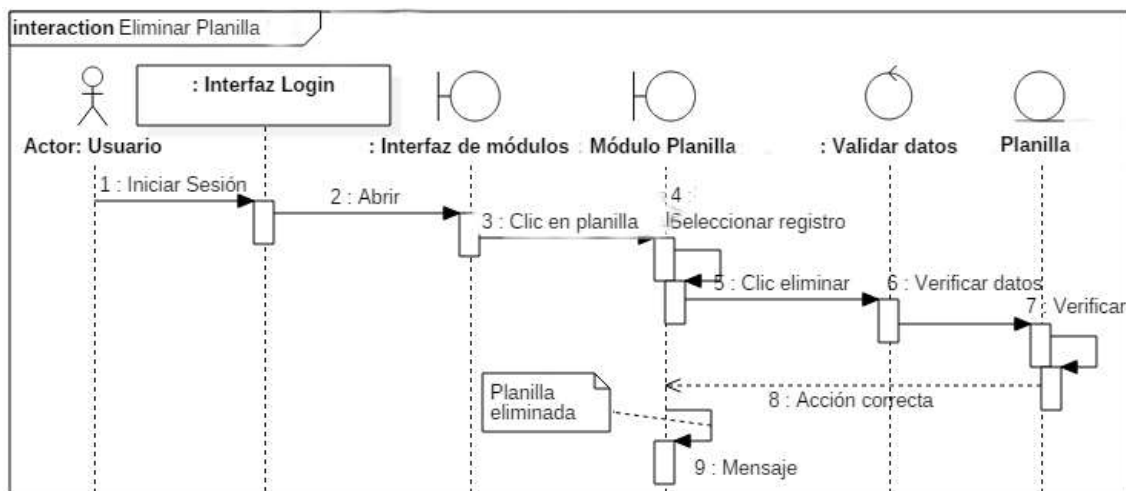 interaction Eliminar Planilla
: Interfaz Login
Actor: Usuario
: Interfaz de módulos
Módulo Planilla
: Validar datos
Planilla
1 : Iniciar Sesión
2 : Abrir
3 : Clic en planilla
4 :
Seleccionar registro
5 : Clic eliminar
6 : Verificar datos
7 : Verificar
8 : Acción correcta
Planilla
eliminada
9 : Mensaje